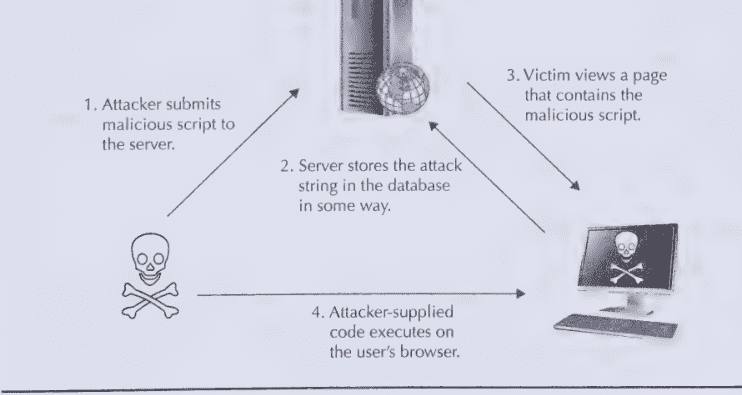 1. Attacker submits
malicious script to
the server.
2. Server stores the attack
string in the database
in some way.
3. Victim views a page
that contains the
malicious script.
4. Attacker-supplied
code executes on
the user's browser.